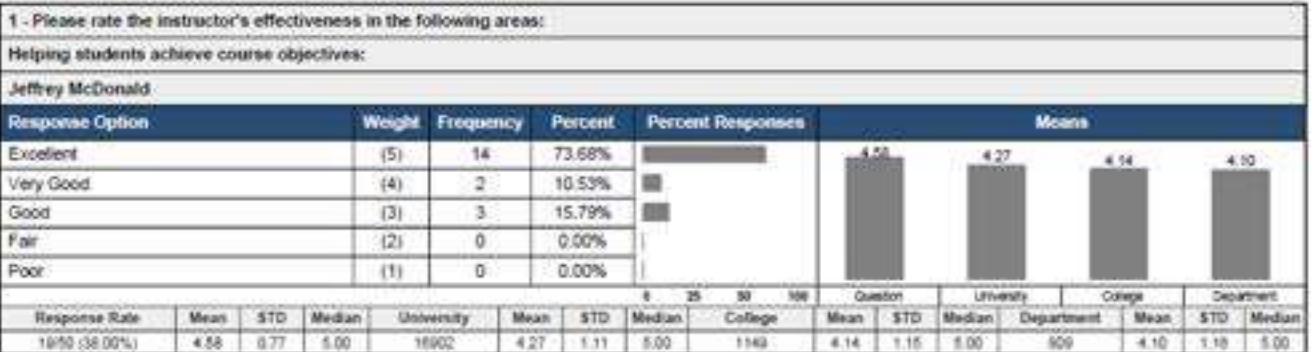 1 - Please rate the instructor's effectiveness in the following areas:
Helping students achieve course objectives:
Jeffrey McDonald
Response Option Weight Frequency Percent Percent Responses Means
Excellent (5) 14 73.68% 4.58 4.27 4.14 4.10
Very Good (4) 2 10.53%
Good (3) 3 15.79%
Fair (2) 0 0.00%
Poor (1) 0 0.00%
0 25 50 100 Question University College Department
Response Rate Mean STD Median University Mean STD Median College Mean STD Median Department Mean STD Median
19/50 (38.00%) 4.58 0.77 5.00 16902 4.27 1.11 5.00 1149 4.14 1.15 5.00 909 4.10 1.18 5.00